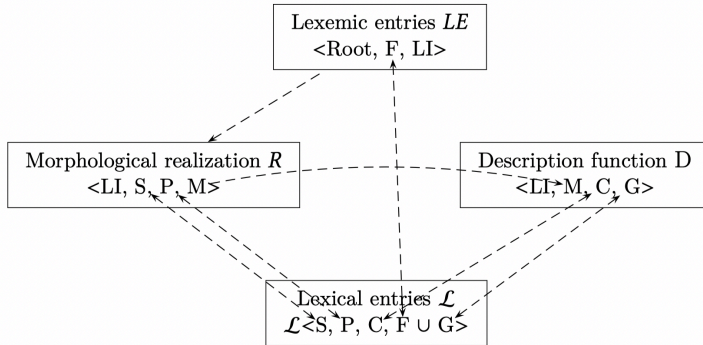 Lexemic entries LE
<Root, F, LI>
Morphological realization R
<LI, S, P, M>
Description function D
<LI, M, C, G>
Lexical entries ℒ
ℒ<S, P, C, F ∪ G>